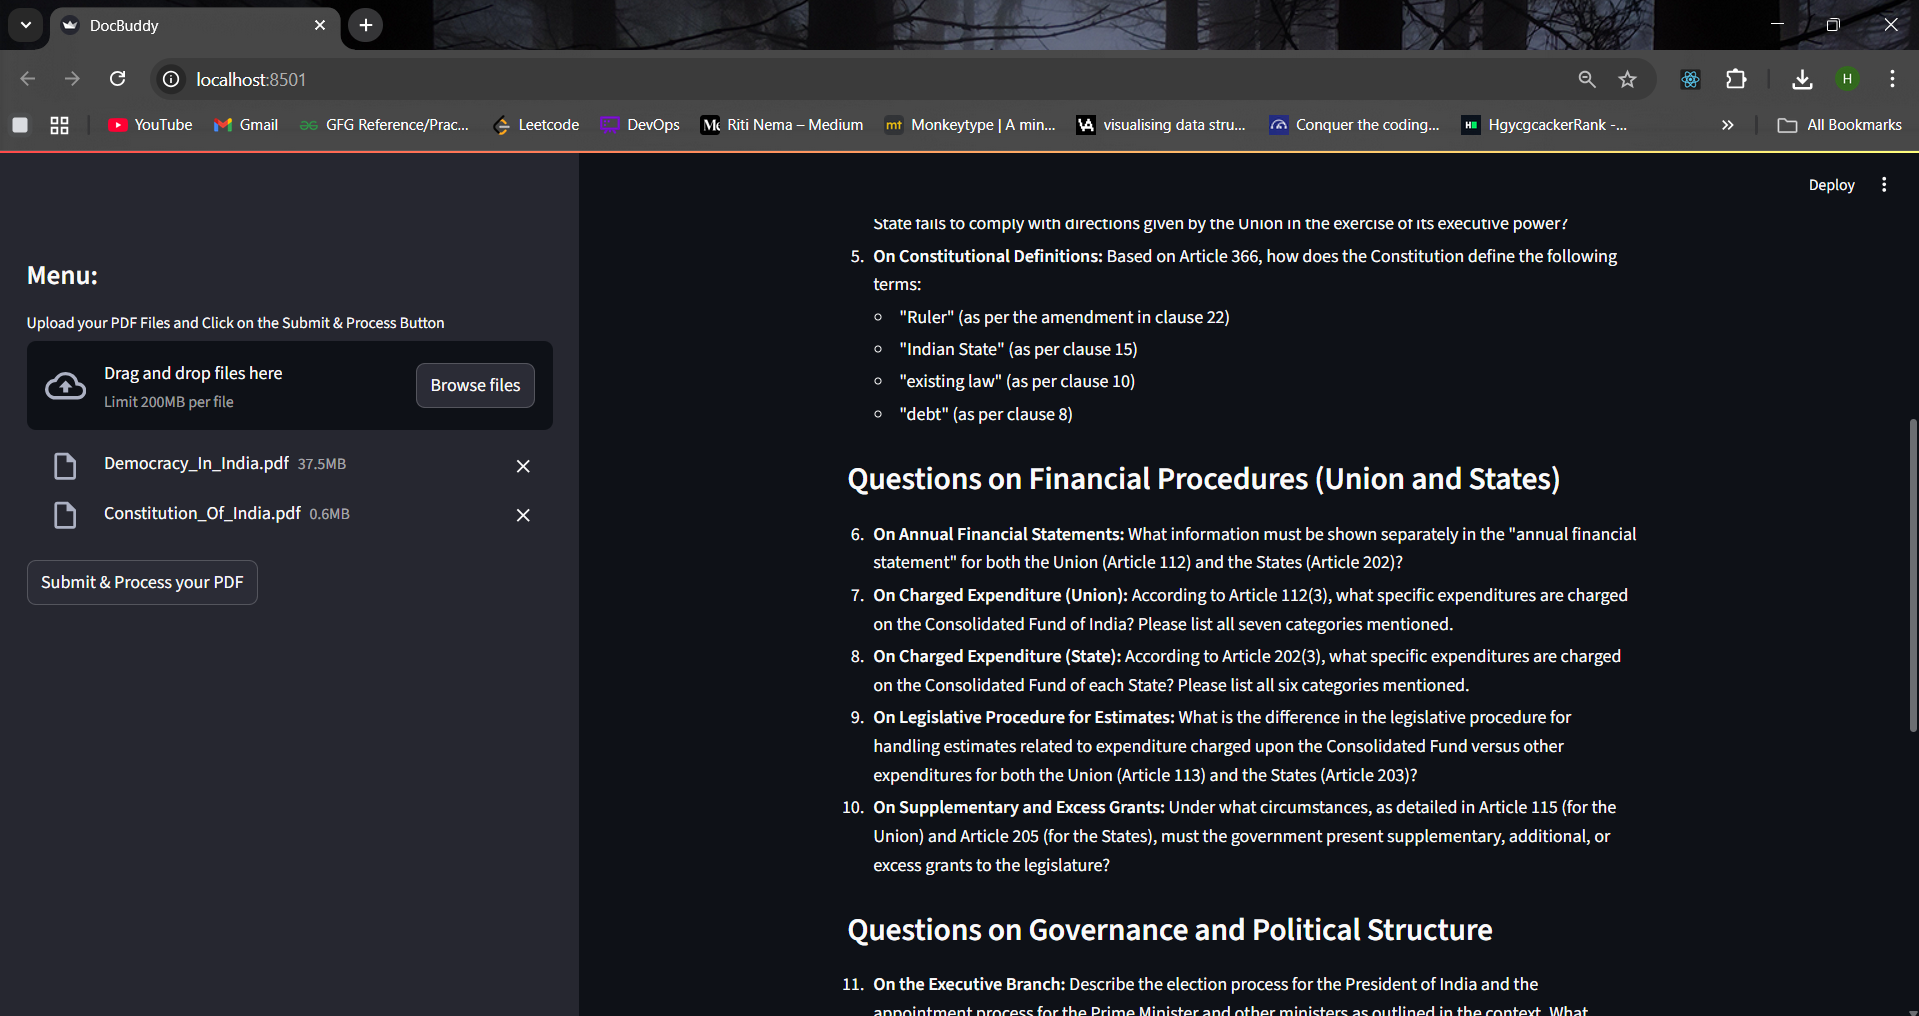 DocBuddy
localhost:8501
YouTube
Gmail
GFG Reference/Prac...
Leetcode
DevOps
Riti Nema – Medium
Monkeytype | A min...
visualising data stru...
Conquer the coding...
HgycgcackerRank -...
All Bookmarks
Deploy
Menu:
Upload your PDF Files and Click on the Submit & Process Button
Drag and drop files here
Limit 200MB per file
Browse files
Democracy_In_India.pdf 37.5MB
Constitution_Of_India.pdf 0.6MB
Submit & Process your PDF
State fails to comply with directions given by the Union in the exercise of its executive power?
5. On Constitutional Definitions: Based on Article 366, how does the Constitution define the following
terms:
"Ruler" (as per the amendment in clause 22)
"Indian State" (as per clause 15)
"existing law" (as per clause 10)
"debt" (as per clause 8)
Questions on Financial Procedures (Union and States)
6. On Annual Financial Statements: What information must be shown separately in the "annual financial
statement" for both the Union (Article 112) and the States (Article 202)?
7. On Charged Expenditure (Union): According to Article 112(3), what specific expenditures are charged
on the Consolidated Fund of India? Please list all seven categories mentioned.
8. On Charged Expenditure (State): According to Article 202(3), what specific expenditures are charged
on the Consolidated Fund of each State? Please list all six categories mentioned.
9. On Legislative Procedure for Estimates: What is the difference in the legislative procedure for
handling estimates related to expenditure charged upon the Consolidated Fund versus other
expenditures for both the Union (Article 113) and the States (Article 203)?
10. On Supplementary and Excess Grants: Under what circumstances, as detailed in Article 115 (for the
Union) and Article 205 (for the States), must the government present supplementary, additional, or
excess grants to the legislature?
Questions on Governance and Political Structure
11. On the Executive Branch: Describe the election process for the President of India and the
appointment process for the Prime Minister and other ministers as outlined in the context. What